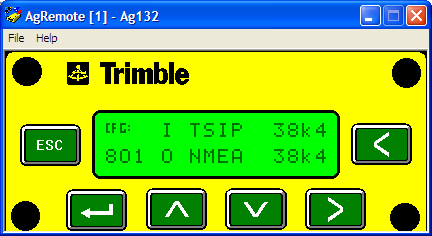 AgRemote [1] - Ag132
File Help
Trimble
ESC
CFG: I TSIP 38k4
801 O NMEA 38k4